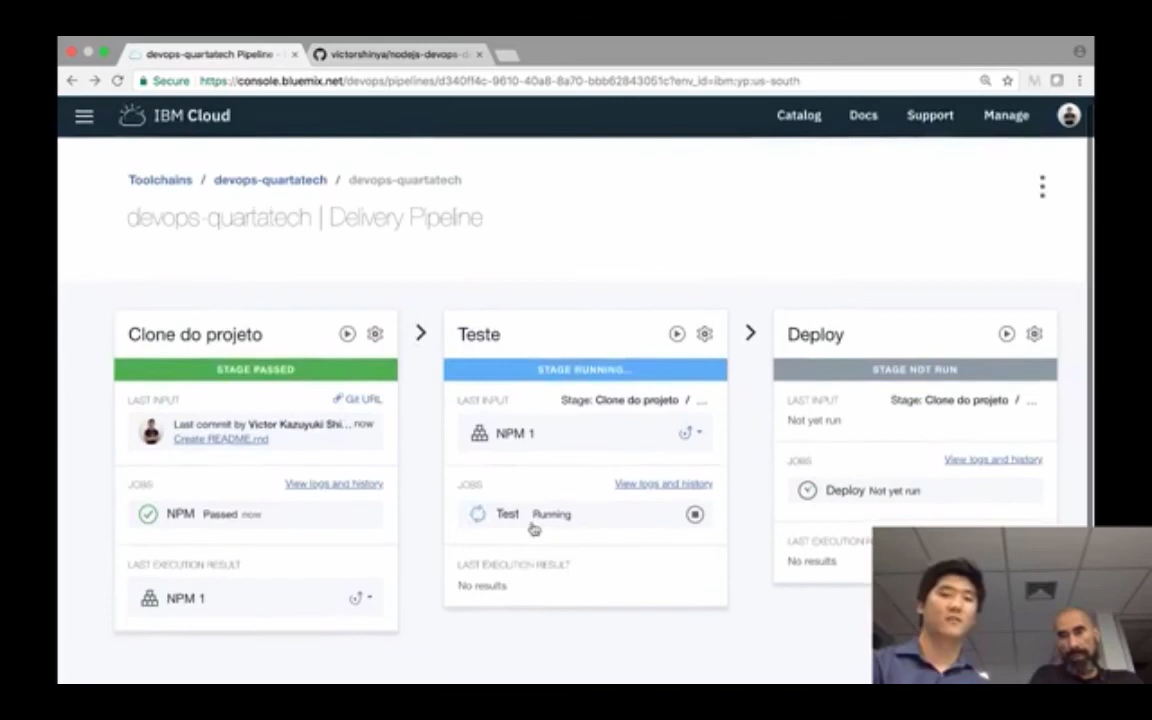 devops-quartatech Pipeline -
victorshinya/nodejs-devops-d
Secure https://console.bluemix.net/devops/pipelines/d340ff4c-9610-40a8-8a70-bbb62843051c?env_id=ibm:yp:us-south
IBM Cloud Catalog Docs Support Manage
Toolchains / devops-quartatech / devops-quartatech
devops-quartatech | Delivery Pipeline
Clone do projeto
STAGE PASSED
LAST INPUT Git URL
Last commit by Victor Kazuyuki Shi... now
Create README.md
JOBS View logs and history
NPM Passed now
LAST EXECUTION RESULT
NPM 1
Teste
STAGE RUNNING...
LAST INPUT Stage: Clone do projeto / ...
NPM 1
JOBS View logs and history
Test Running
LAST EXECUTION RESULT
No results
Deploy
STAGE NOT RUN
LAST INPUT Stage: Clone do projeto / ...
Not yet run
JOBS View logs and history
Deploy Not yet run
LAST EXECUTION R
No results